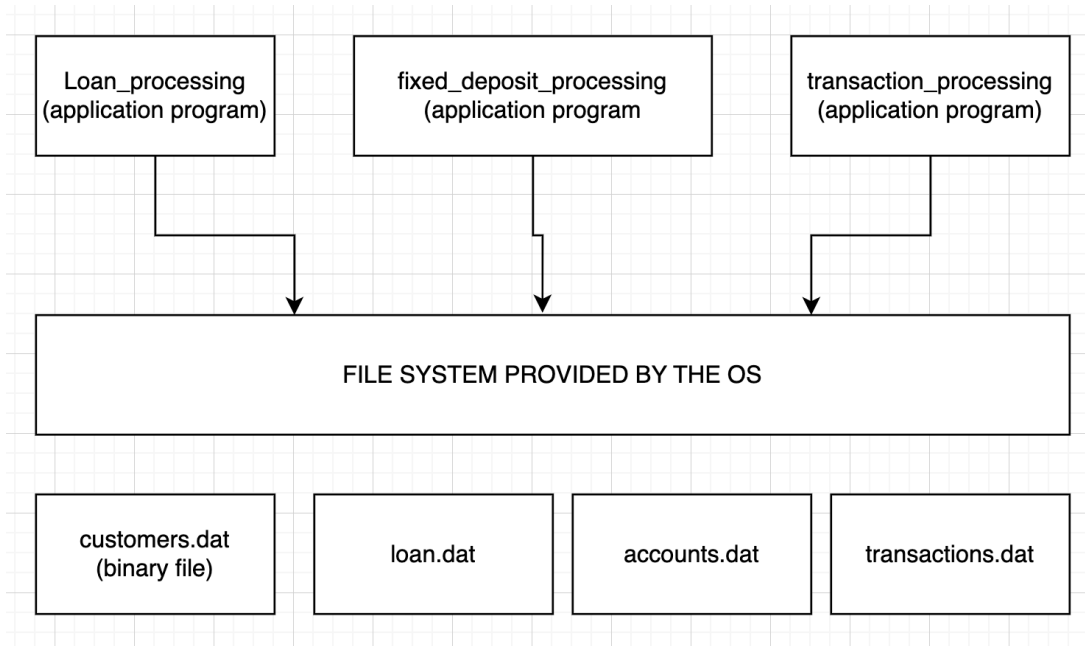 Loan_processing
(application program)
fixed_deposit_processing
(application program
transaction_processing
(application program)
FILE SYSTEM PROVIDED BY THE OS
customers.dat
(binary file)
loan.dat
accounts.dat
transactions.dat